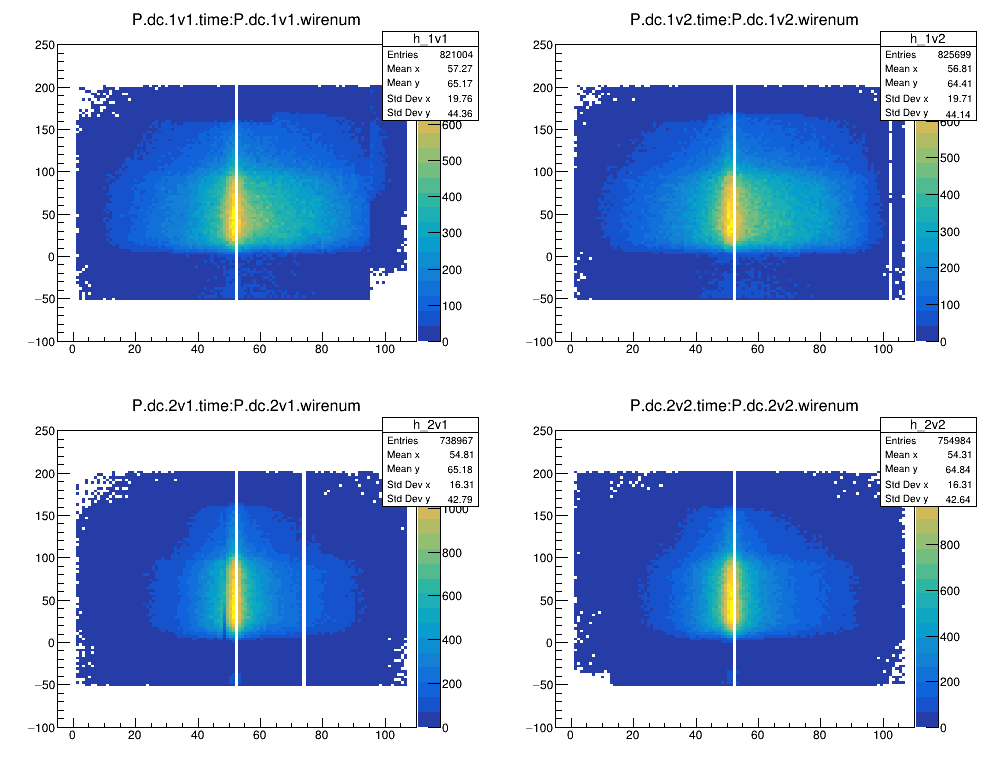 P.dc.1v1.time:P.dc.1v1.wirenum
h_1v1
Entries 821004
Mean x 57.27
Mean y 65.17
Std Dev x 19.76
Std Dev y 44.36
250
200
150
100
50
0
−50
−100
0 20 40 60 80 100
600
500
400
300
200
100
0
P.dc.1v2.time:P.dc.1v2.wirenum
h_1v2
Entries 825699
Mean x 56.81
Mean y 64.41
Std Dev x 19.71
Std Dev y 44.14
250
200
150
100
50
0
−50
−100
0 20 40 60 80 100
600
500
400
300
200
100
0
P.dc.2v1.time:P.dc.2v1.wirenum
h_2v1
Entries 738967
Mean x 54.81
Mean y 65.18
Std Dev x 16.31
Std Dev y 42.79
250
200
150
100
50
0
−50
−100
0 20 40 60 80 100
1000
800
600
400
200
0
P.dc.2v2.time:P.dc.2v2.wirenum
h_2v2
Entries 754984
Mean x 54.31
Mean y 64.84
Std Dev x 16.31
Std Dev y 42.64
250
200
150
100
50
0
−50
−100
0 20 40 60 80 100
800
600
400
200
0